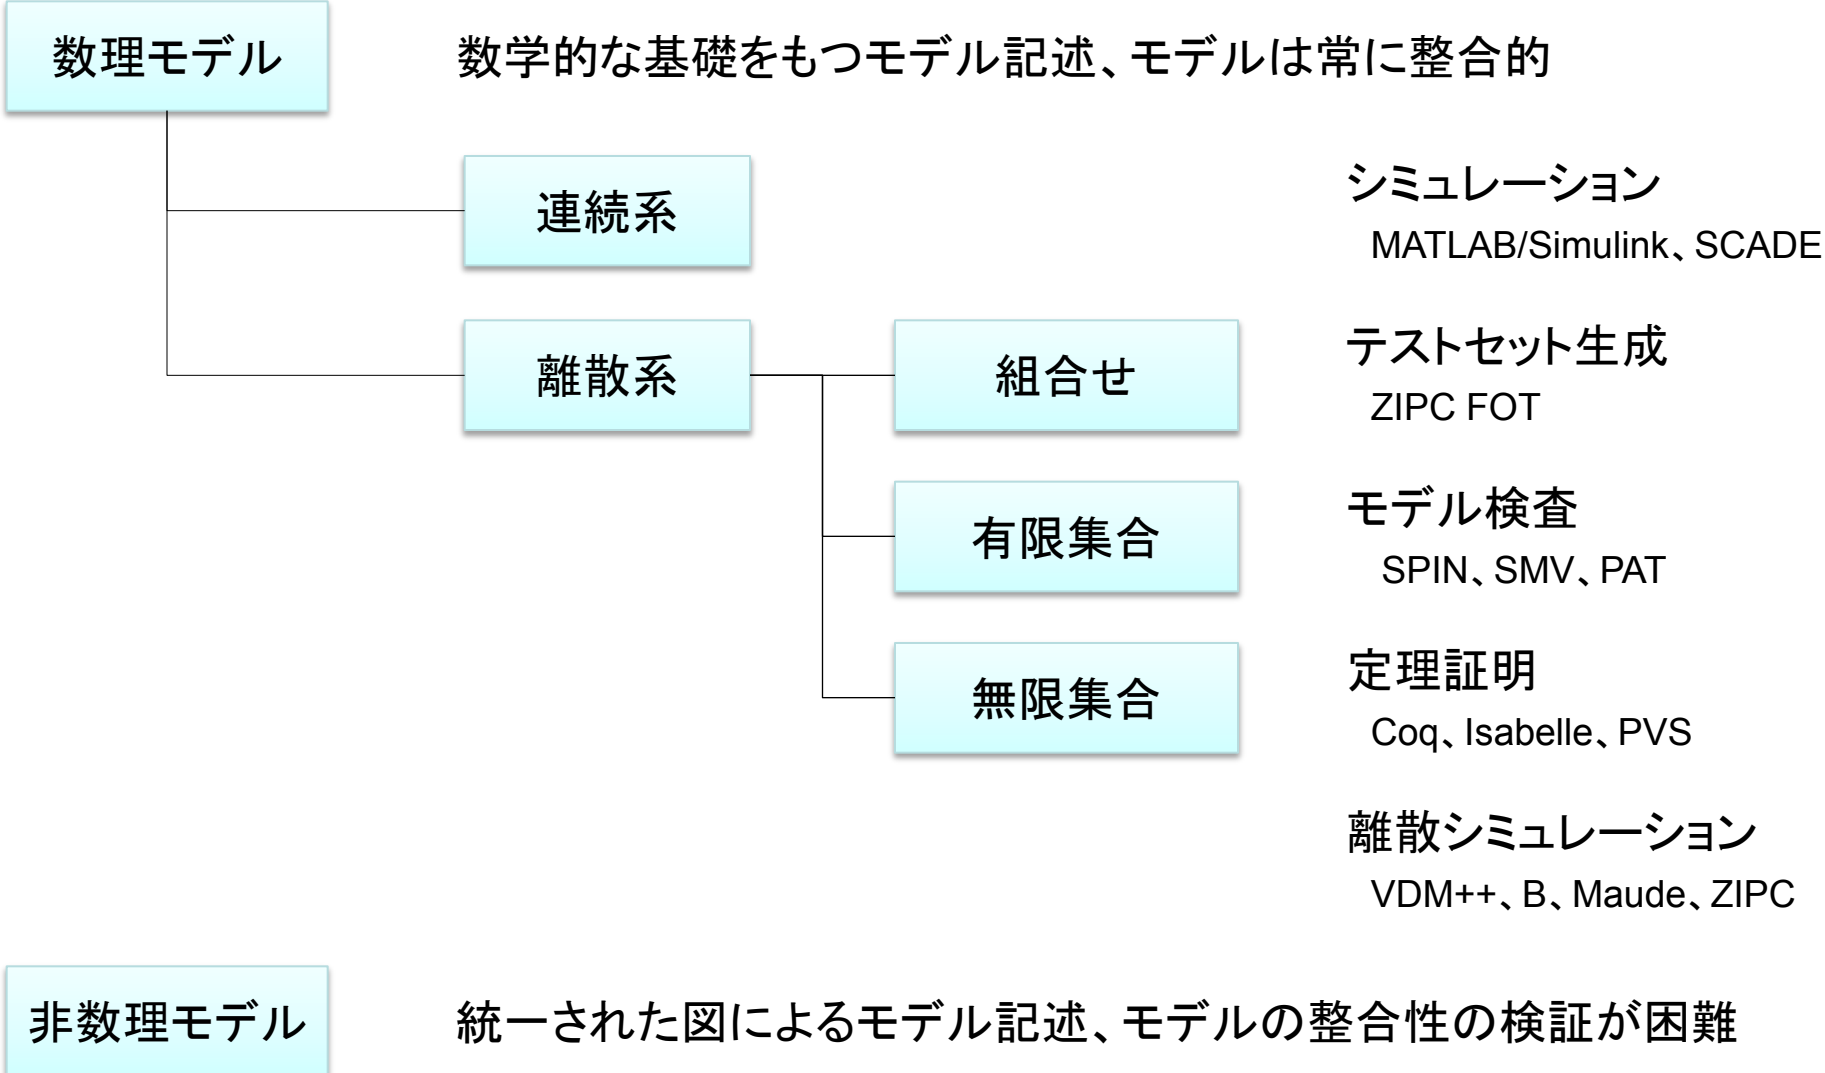 数理モデル
数学的な基礎をもつモデル記述、モデルは常に整合的
連続系
シミュレーション
MATLAB/Simulink、SCADE
離散系
組合せ
テストセット生成
ZIPC FOT
有限集合
モデル検査
SPIN、SMV、PAT
無限集合
定理証明
Coq、Isabelle、PVS
離散シミュレーション
VDM++、B、Maude、ZIPC
非数理モデル
統一された図によるモデル記述、モデルの整合性の検証が困難